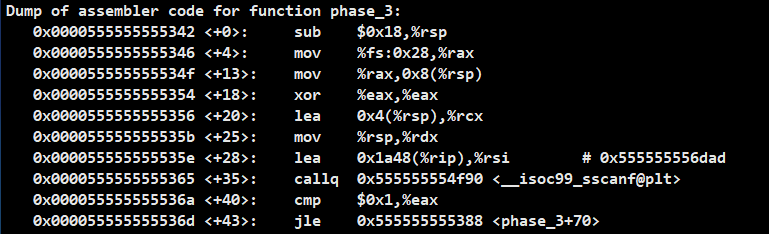 Dump of assembler code for function phase_3:
0x0000555555555342 <+0>: sub $0x18,%rsp
0x0000555555555346 <+4>: mov %fs:0x28,%rax
0x000055555555534f <+13>: mov %rax,0x8(%rsp)
0x0000555555555354 <+18>: xor %eax,%eax
0x0000555555555356 <+20>: lea 0x4(%rsp),%rcx
0x000055555555535b <+25>: mov %rsp,%rdx
0x000055555555535e <+28>: lea 0x1a48(%rip),%rsi # 0x555555556dad
0x0000555555555365 <+35>: callq 0x555555554f90 <__isoc99_sscanf@plt>
0x000055555555536a <+40>: cmp $0x1,%eax
0x000055555555536d <+43>: jle 0x555555555388 <phase_3+70>